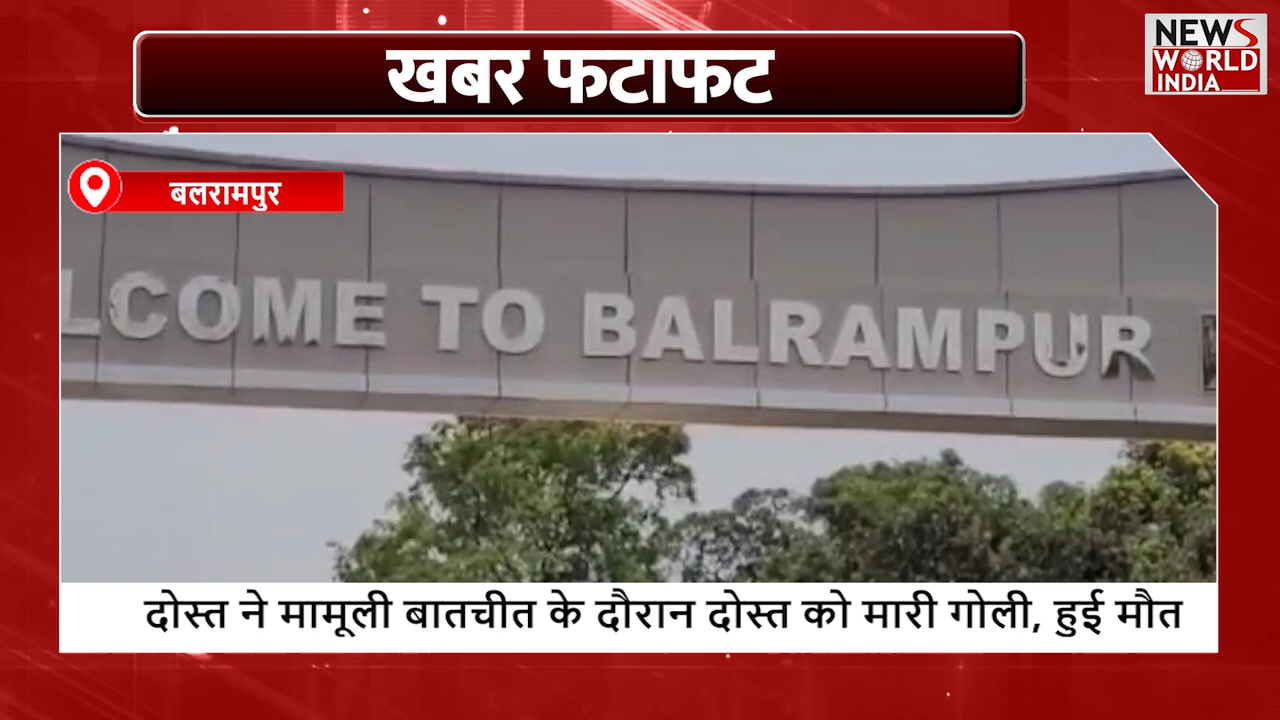 खबर फटाफट
NEWS
WORLD
INDIA
बलरामपुर
LCOME TO BALRAMPUR
दोस्त ने मामूली बातचीत के दौरान दोस्त को मारी गोली, हुई मौत